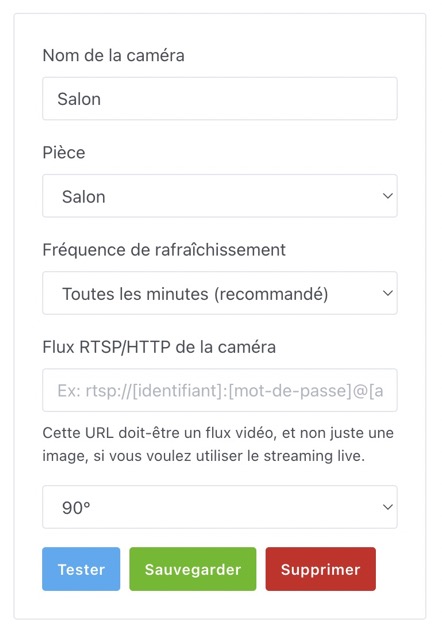 Nom de la caméra
Salon
Pièce
Salon
Fréquence de rafraîchissement
Toutes les minutes (recommandé)
Flux RTSP/HTTP de la caméra
Ex: rtsp://[identifiant]:[mot-de-passe]@[a
Cette URL doit-être un flux vidéo, et non juste une
image, si vous voulez utiliser le streaming live.
90°
Tester Sauvegarder Supprimer